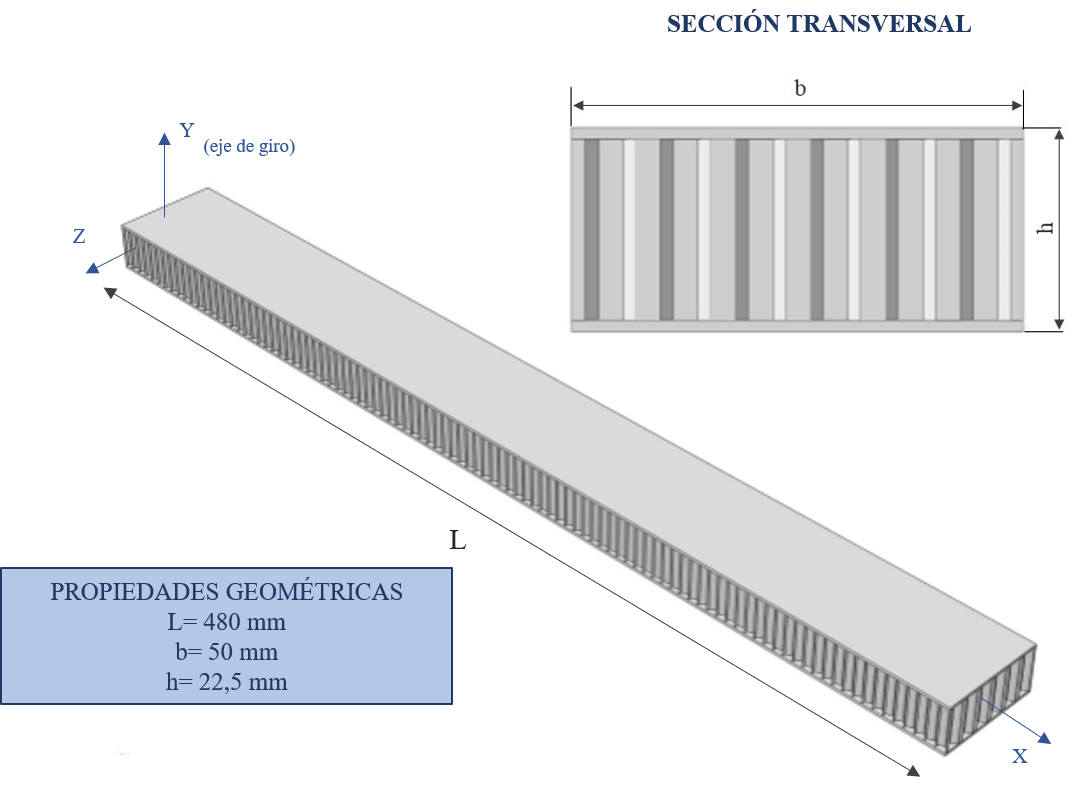 SECCIÓN TRANSVERSAL
b
h
Y
(eje de giro)
Z
L
X
PROPIEDADES GEOMÉTRICAS
L= 480 mm
b= 50 mm
h= 22,5 mm